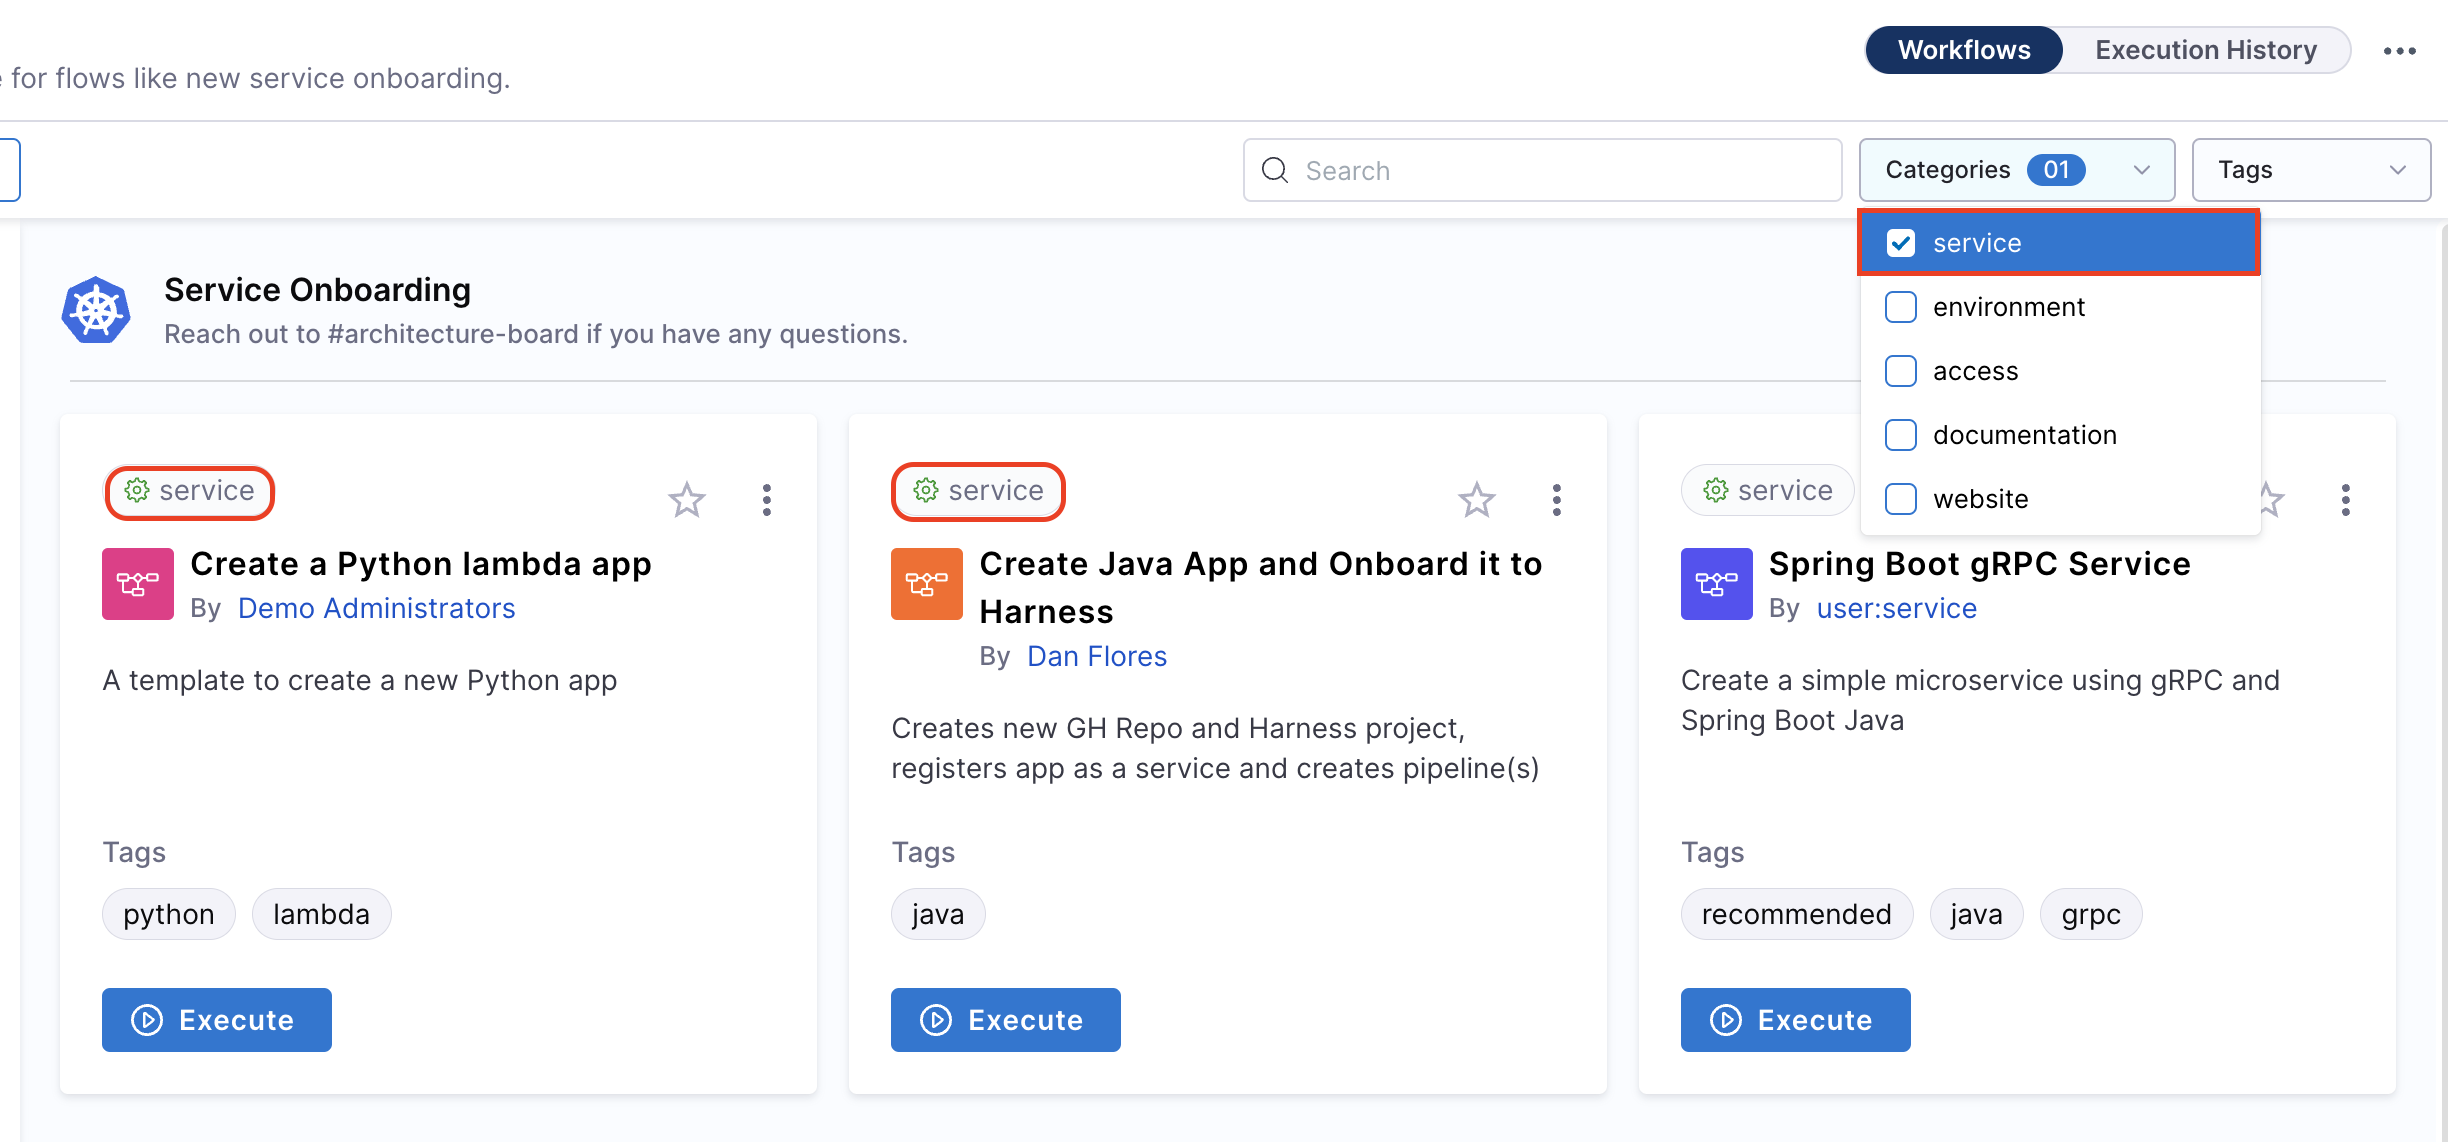 Workflows
Execution History
for flows like new service onboarding.
Search
Categories 01
Tags
service
environment
access
documentation
website
Service Onboarding
Reach out to #architecture-board if you have any questions.
service
Create a Python lambda app
By Demo Administrators
A template to create a new Python app
Tags
python
lambda
Execute
service
Create Java App and Onboard it to
Harness
By Dan Flores
Creates new GH Repo and Harness project,
registers app as a service and creates pipeline(s)
Tags
java
Execute
service
Spring Boot gRPC Service
By user:service
Create a simple microservice using gRPC and
Spring Boot Java
Tags
recommended
java
grpc
Execute